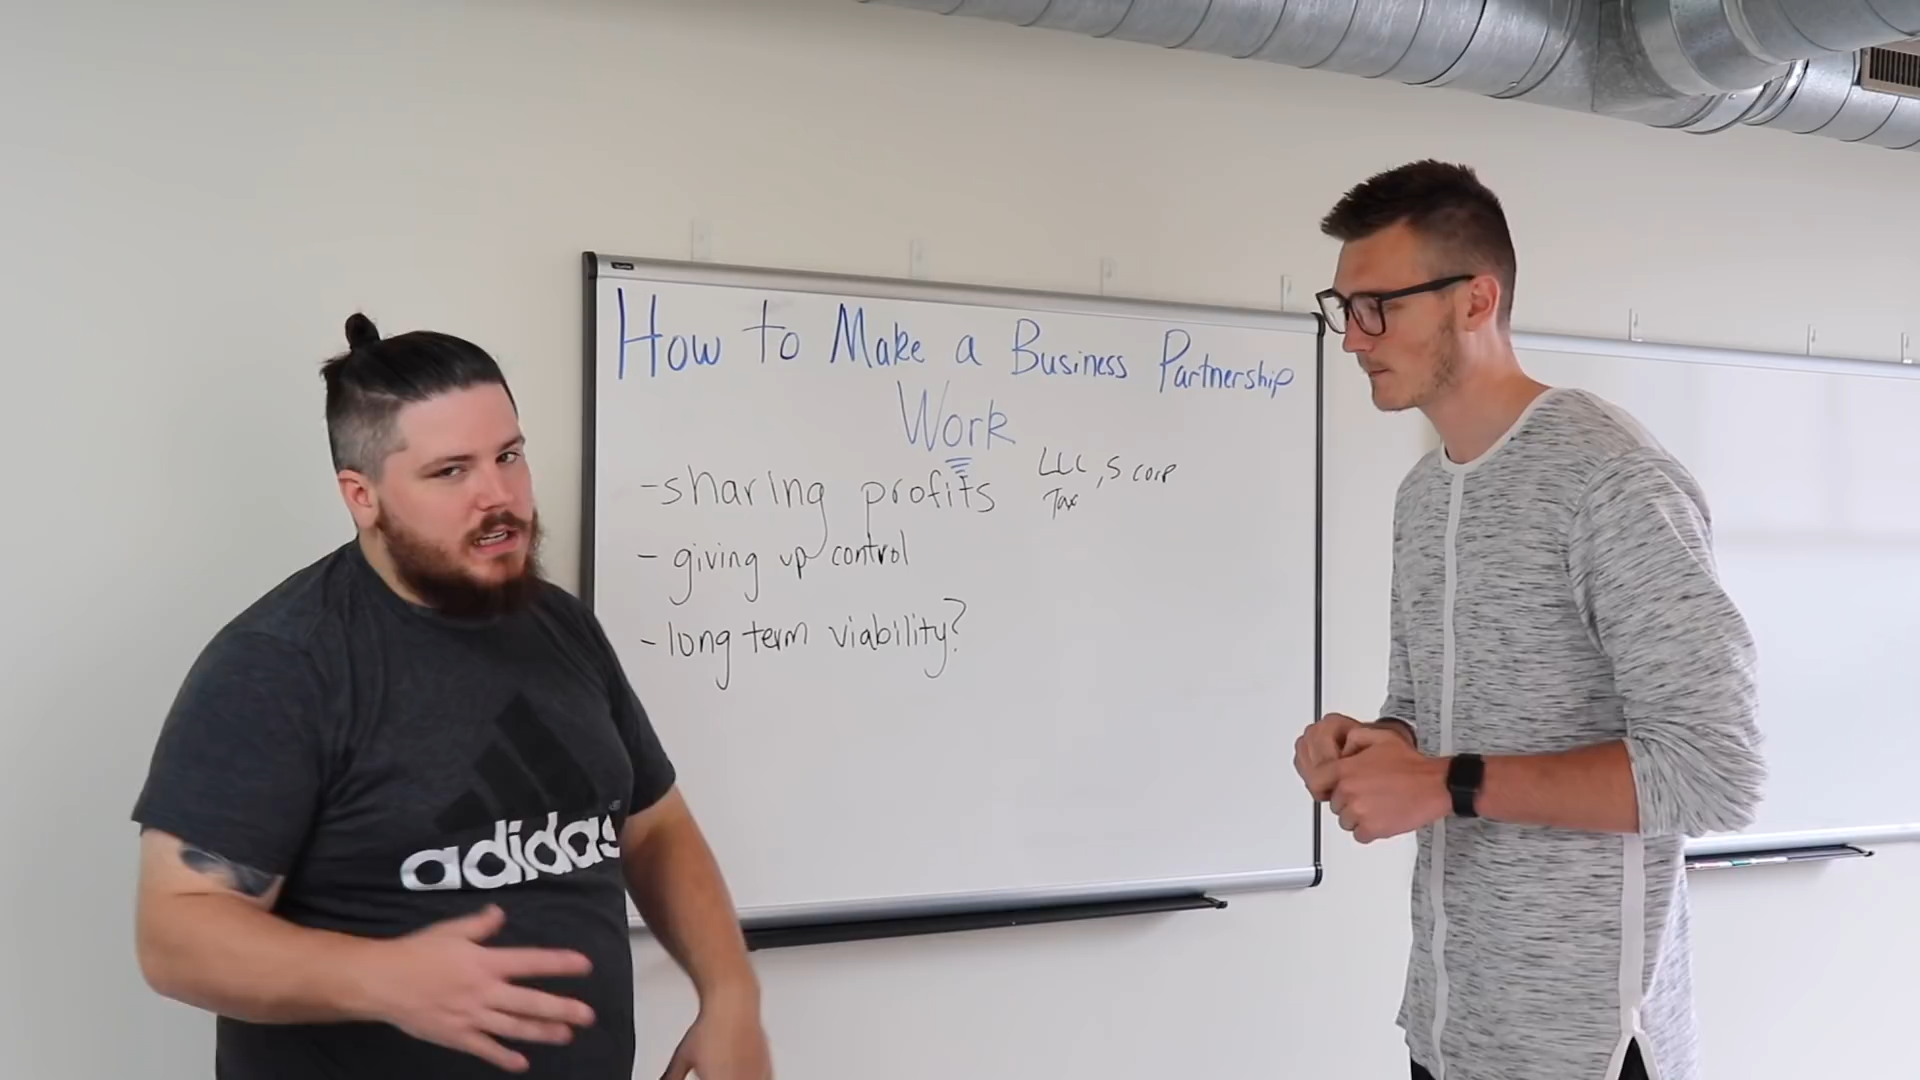 How to Make a Business Partnership
Work
-sharing profits LLC, S corp
Tax
- giving up control
- long term viability?
adidas